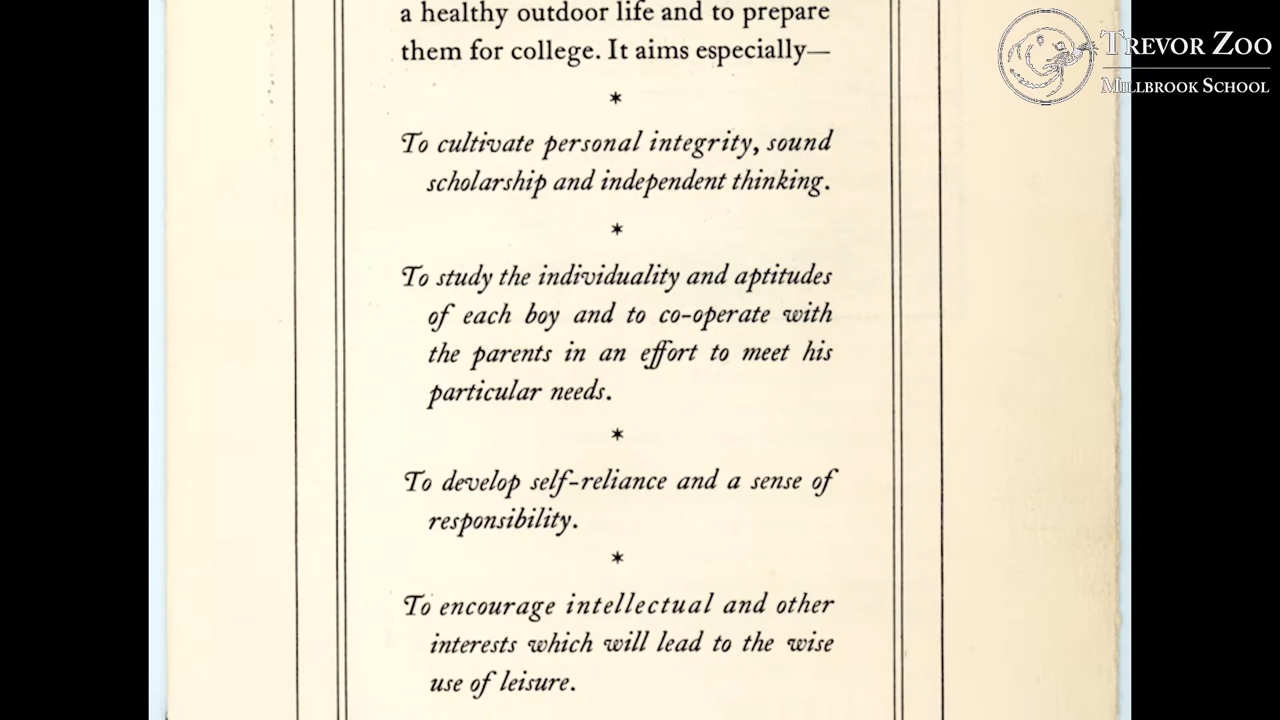 a healthy outdoor life and to prepare
them for college. It aims especially—
*
To cultivate personal integrity, sound
scholarship and independent thinking.
*
To study the individuality and aptitudes
of each boy and to co-operate with
the parents in an effort to meet his
particular needs.
*
To develop self-reliance and a sense of
responsibility.
*
To encourage intellectual and other
interests which will lead to the wise
use of leisure.
TREVOR ZOO
MILLBROOK SCHOOL